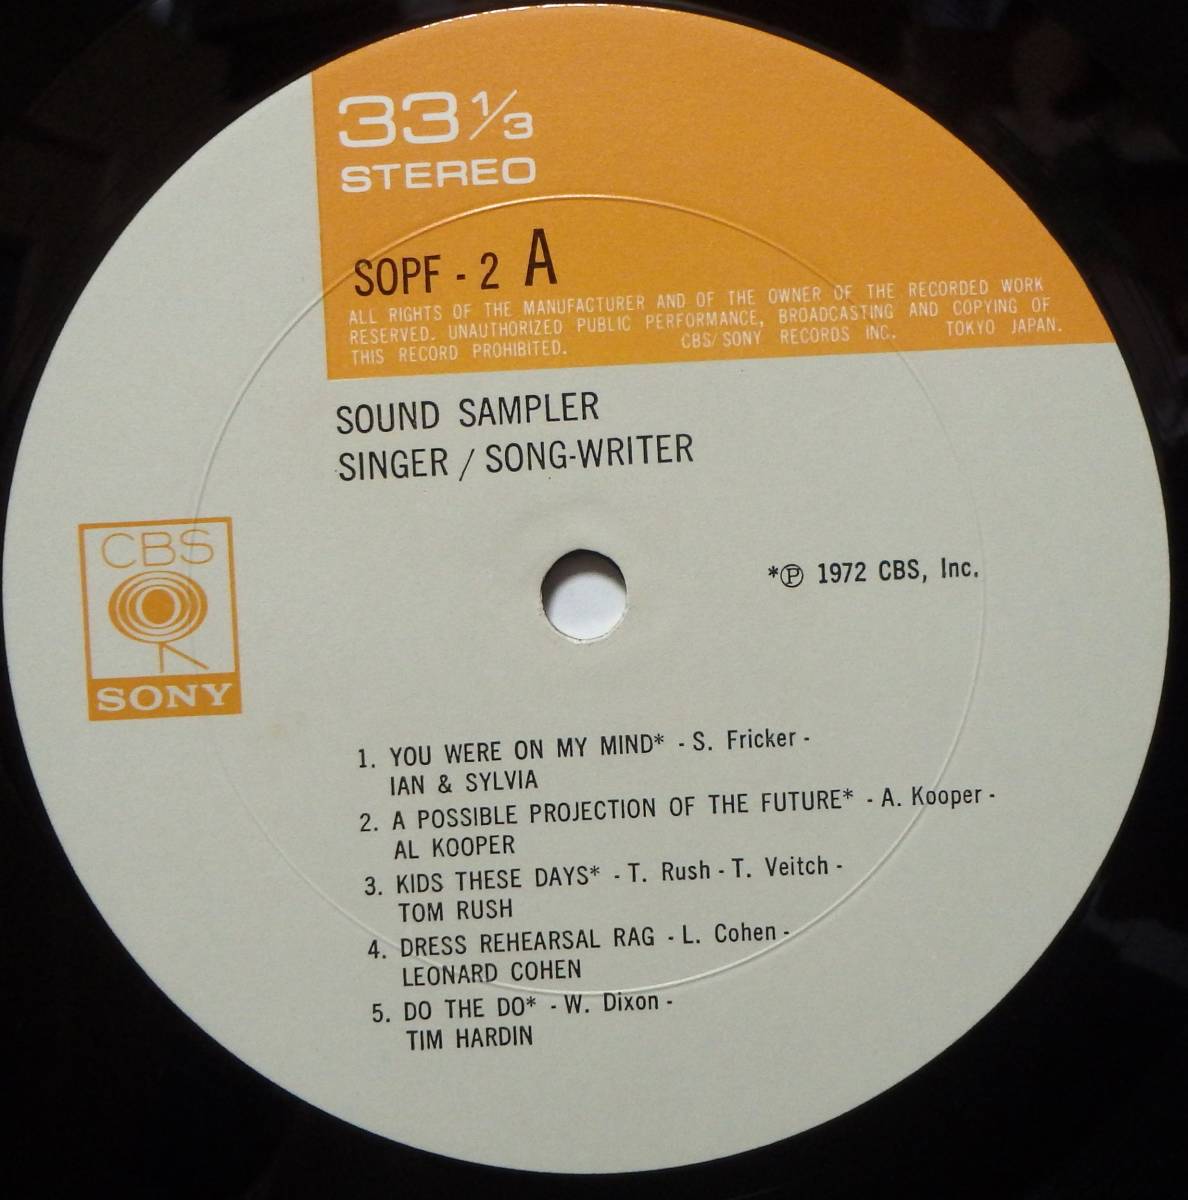 33 1/3
STEREO
SOPF - 2 A
ALL RIGHTS OF THE MANUFACTURER AND OF THE OWNER OF THE RECORDED WORK
RESERVED. UNAUTHORIZED PUBLIC PERFORMANCE, BROADCASTING AND COPYING OF
THIS RECORD PROHIBITED. CBS/SONY RECORDS INC. TOKYO JAPAN.
SOUND SAMPLER
SINGER / SONG-WRITER
CBS
SONY
*℗ 1972 CBS, Inc.
1. YOU WERE ON MY MIND* - S. Fricker -
IAN & SYLVIA
2. A POSSIBLE PROJECTION OF THE FUTURE* - A. Kooper -
AL KOOPER
3. KIDS THESE DAYS* - T. Rush - T. Veitch -
TOM RUSH
4. DRESS REHEARSAL RAG - L. Cohen -
LEONARD COHEN
5. DO THE DO* - W. Dixon -
TIM HARDIN